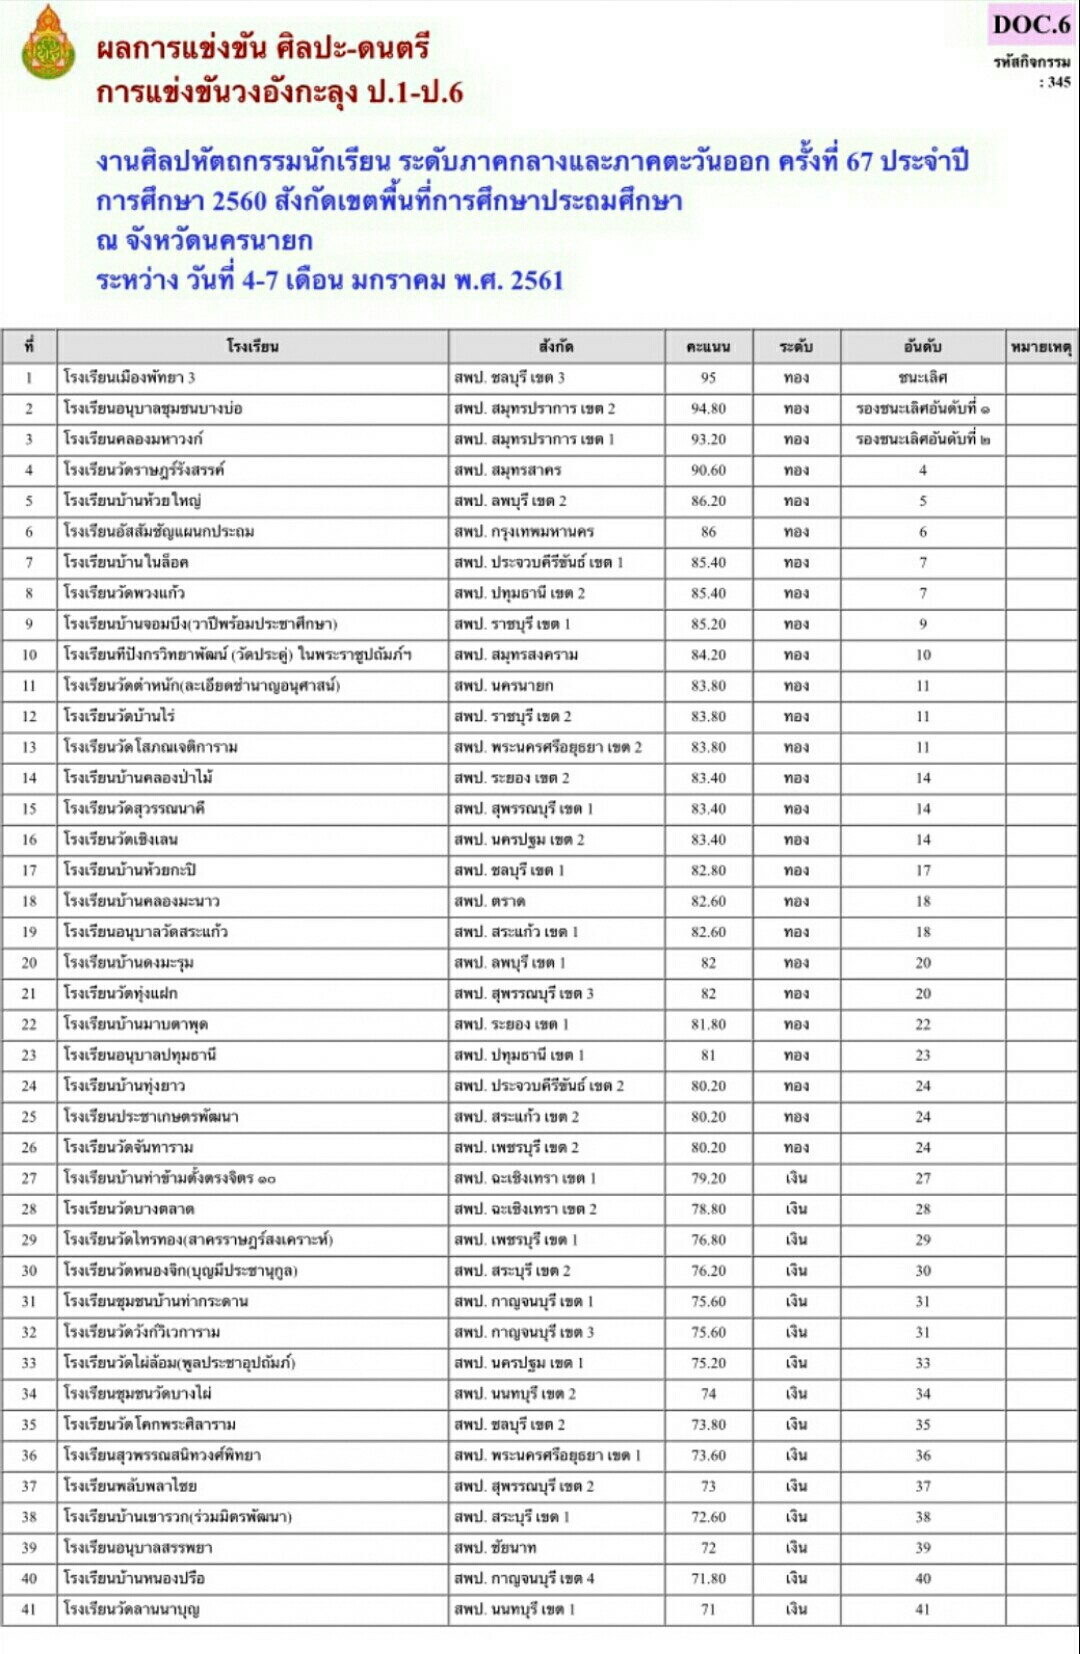 DOC.6
รหัสกิจกรรม
: 345
ผลการแข่งขัน ศิลปะ-ดนตรี
การแข่งขันวงอังกะลุง ป.1-ป.6
งานศิลปหัตถกรรมนักเรียน ระดับภาคกลางและภาคตะวันออก ครั้งที่ 67 ประจำปี
การศึกษา 2560 สังกัดเขตพื้นที่การศึกษาประถมศึกษา
ณ จังหวัดนครนายก
ระหว่าง วันที่ 4-7 เดือน มกราคม พ.ศ. 2561
ที่ โรงเรียน สังกัด คะแนน ระดับ อันดับ หมายเหตุ
1 โรงเรียนเมืองพัทยา 3 สพป. ชลบุรี เขต 3 95 ทอง ชนะเลิศ
2 โรงเรียนอนุบาลชุมชนบางบ่อ สพป. สมุทรปราการ เขต 2 94.80 ทอง รองชนะเลิศอันดับที่ ๑
3 โรงเรียนคลองมหาวงก์ สพป. สมุทรปราการ เขต 1 93.20 ทอง รองชนะเลิศอันดับที่ ๒
4 โรงเรียนวัดราษฎร์รังสรรค์ สพป. สมุทรสาคร 90.60 ทอง 4
5 โรงเรียนบ้านห้วยใหญ่ สพป. ลพบุรี เขต 2 86.20 ทอง 5
6 โรงเรียนอัสสัมชัญแผนกประถม สพป. กรุงเทพมหานคร 86 ทอง 6
7 โรงเรียนบ้านในล็อค สพป. ประจวบคีรีขันธ์ เขต 1 85.40 ทอง 7
8 โรงเรียนวัดพวงแก้ว สพป. ปทุมธานี เขต 2 85.40 ทอง 7
9 โรงเรียนบ้านจอมบึง(วาปีพร้อมประชาศึกษา) สพป. ราชบุรี เขต 1 85.20 ทอง 9
10 โรงเรียนทีปังกรวิทยาพัฒน์ (วัดประดู่) ในพระราชูปถัมภ์ฯ สพป. สมุทรสงคราม 84.20 ทอง 10
11 โรงเรียนวัดตำหนัก(ละเอียดชำนาญอนุศาสน์) สพป. นครนายก 83.80 ทอง 11
12 โรงเรียนวัดบ้านไร่ สพป. ราชบุรี เขต 2 83.80 ทอง 11
13 โรงเรียนวัดโสภณเจติการาม สพป. พระนครศรีอยุธยา เขต 2 83.80 ทอง 11
14 โรงเรียนบ้านคลองป่าไม้ สพป. ระยอง เขต 2 83.40 ทอง 14
15 โรงเรียนวัดสุวรรณนาคี สพป. สุพรรณบุรี เขต 1 83.40 ทอง 14
16 โรงเรียนวัดเชิงเลน สพป. นครปฐม เขต 2 83.40 ทอง 14
17 โรงเรียนบ้านห้วยกะปิ สพป. ชลบุรี เขต 1 82.80 ทอง 17
18 โรงเรียนบ้านคลองมะนาว สพป. ตราด 82.60 ทอง 18
19 โรงเรียนอนุบาลวัดสระแก้ว สพป. สระแก้ว เขต 1 82.60 ทอง 18
20 โรงเรียนบ้านดงมะรุม สพป. ลพบุรี เขต 1 82 ทอง 20
21 โรงเรียนวัดทุ่งแฝก สพป. สุพรรณบุรี เขต 3 82 ทอง 20
22 โรงเรียนบ้านมาบตาพุด สพป. ระยอง เขต 1 81.80 ทอง 22
23 โรงเรียนอนุบาลปทุมธานี สพป. ปทุมธานี เขต 1 81 ทอง 23
24 โรงเรียนบ้านทุ่งยาว สพป. ประจวบคีรีขันธ์ เขต 2 80.20 ทอง 24
25 โรงเรียนประชาเกษตรพัฒนา สพป. สระแก้ว เขต 2 80.20 ทอง 24
26 โรงเรียนวัดจันทาราม สพป. เพชรบุรี เขต 2 80.20 ทอง 24
27 โรงเรียนบ้านท่าข้ามตั้งตรงจิตร ๑๐ สพป. ฉะเชิงเทรา เขต 1 79.20 เงิน 27
28 โรงเรียนวัดบางตลาด สพป. ฉะเชิงเทรา เขต 2 78.80 เงิน 28
29 โรงเรียนวัดไทรทอง(สาครราษฎร์สงเคราะห์) สพป. เพชรบุรี เขต 1 76.80 เงิน 29
30 โรงเรียนวัดหนองจิก(บุญมีประชานุกูล) สพป. สระบุรี เขต 2 76.20 เงิน 30
31 โรงเรียนชุมชนบ้านท่ากระดาน สพป. กาญจนบุรี เขต 1 75.60 เงิน 31
32 โรงเรียนวัดวังก์วิเวการาม สพป. กาญจนบุรี เขต 3 75.60 เงิน 31
33 โรงเรียนวัดไผ่ล้อม(พูลประชาอุปถัมภ์) สพป. นครปฐม เขต 1 75.20 เงิน 33
34 โรงเรียนชุมชนวัดบางไผ่ สพป. นนทบุรี เขต 2 74 เงิน 34
35 โรงเรียนวัดโคกพระศิลาราม สพป. ชลบุรี เขต 2 73.80 เงิน 35
36 โรงเรียนสุวพรรณสนิทวงศ์พิทยา สพป. พระนครศรีอยุธยา เขต 1 73.60 เงิน 36
37 โรงเรียนพลับพลาไชย สพป. สุพรรณบุรี เขต 2 73 เงิน 37
38 โรงเรียนบ้านเขารวก(ร่วมมิตรพัฒนา) สพป. สระบุรี เขต 1 72.60 เงิน 38
39 โรงเรียนอนุบาลสรรพยา สพป. ชัยนาท 72 เงิน 39
40 โรงเรียนบ้านหนองปรือ สพป. กาญจนบุรี เขต 4 71.80 เงิน 40
41 โรงเรียนวัดลานนาบุญ สพป. นนทบุรี เขต 1 71 เงิน 41